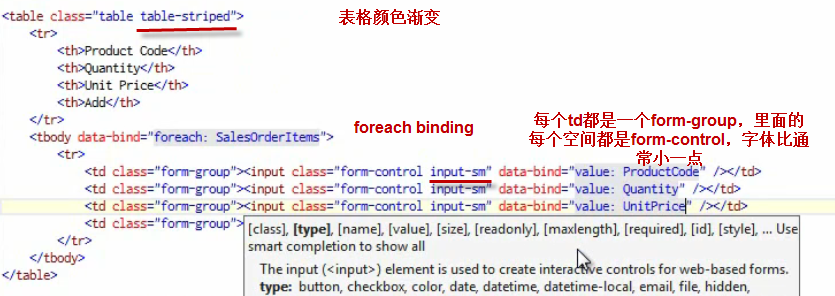 <table class="table table-striped">
表格颜色渐变
<tr>
<th>Product Code</th>
<th>Quantity</th>
<th>Unit Price</th>
<th>Add</th>
</tr>
<tbody data-bind="foreach: SalesOrderItems">
foreach binding
每个td都是一个form-group，里面的
每个空间都是form-control，字体比通
常小一点
<tr>
<td class="form-group"><input class="form-control input-sm" data-bind="value: ProductCode" /></td>
<td class="form-group"><input class="form-control input-sm" data-bind="value: Quantity" /></td>
<td class="form-group"><input class="form-control input-sm" data-bind="value: UnitPrice" /></td>
<td class="form-group">
</tr>
</tbody>
</table>
[class], [type], [name], [value], [size], [readonly], [maxlength], [required], [id], [style], ... Use
smart completion to show all
The input (<input>) element is used to create interactive controls for web-based forms.
type: button, checkbox, color, date, datetime, datetime-local, email, file, hidden,